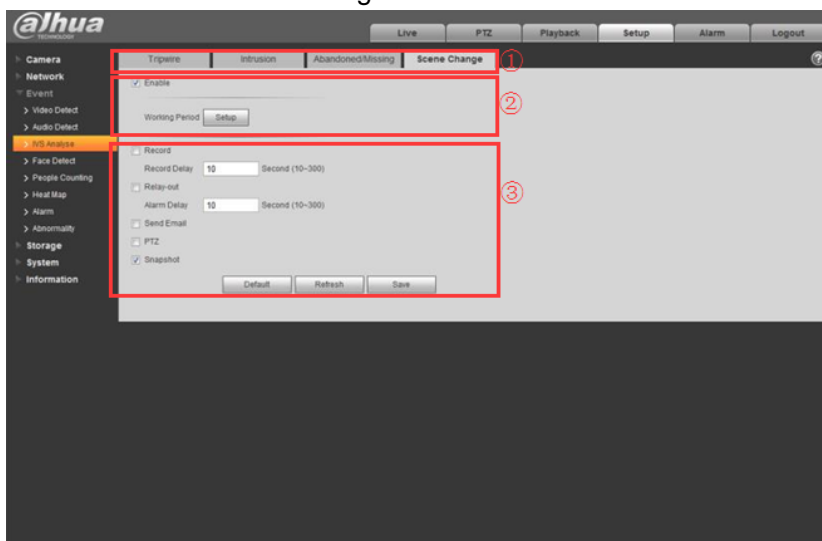 alhua
TECHNOLOGY
Live PTZ Playback Setup Alarm Logout
Camera
Network
Event
> Video Detect
> Audio Detect
> IVS Analyse
> Face Detect
> People Counting
> Heat Map
> Alarm
> Abnormality
Storage
System
Information
Tripwire Intrusion Abandoned/Missing Scene Change ①
?
Enable
②
Working Period Setup
Record
Record Delay 10 Second (10~300)
Relay-out ③
Alarm Delay 10 Second (10~300)
Send Email
PTZ
Snapshot
Default Refresh Save